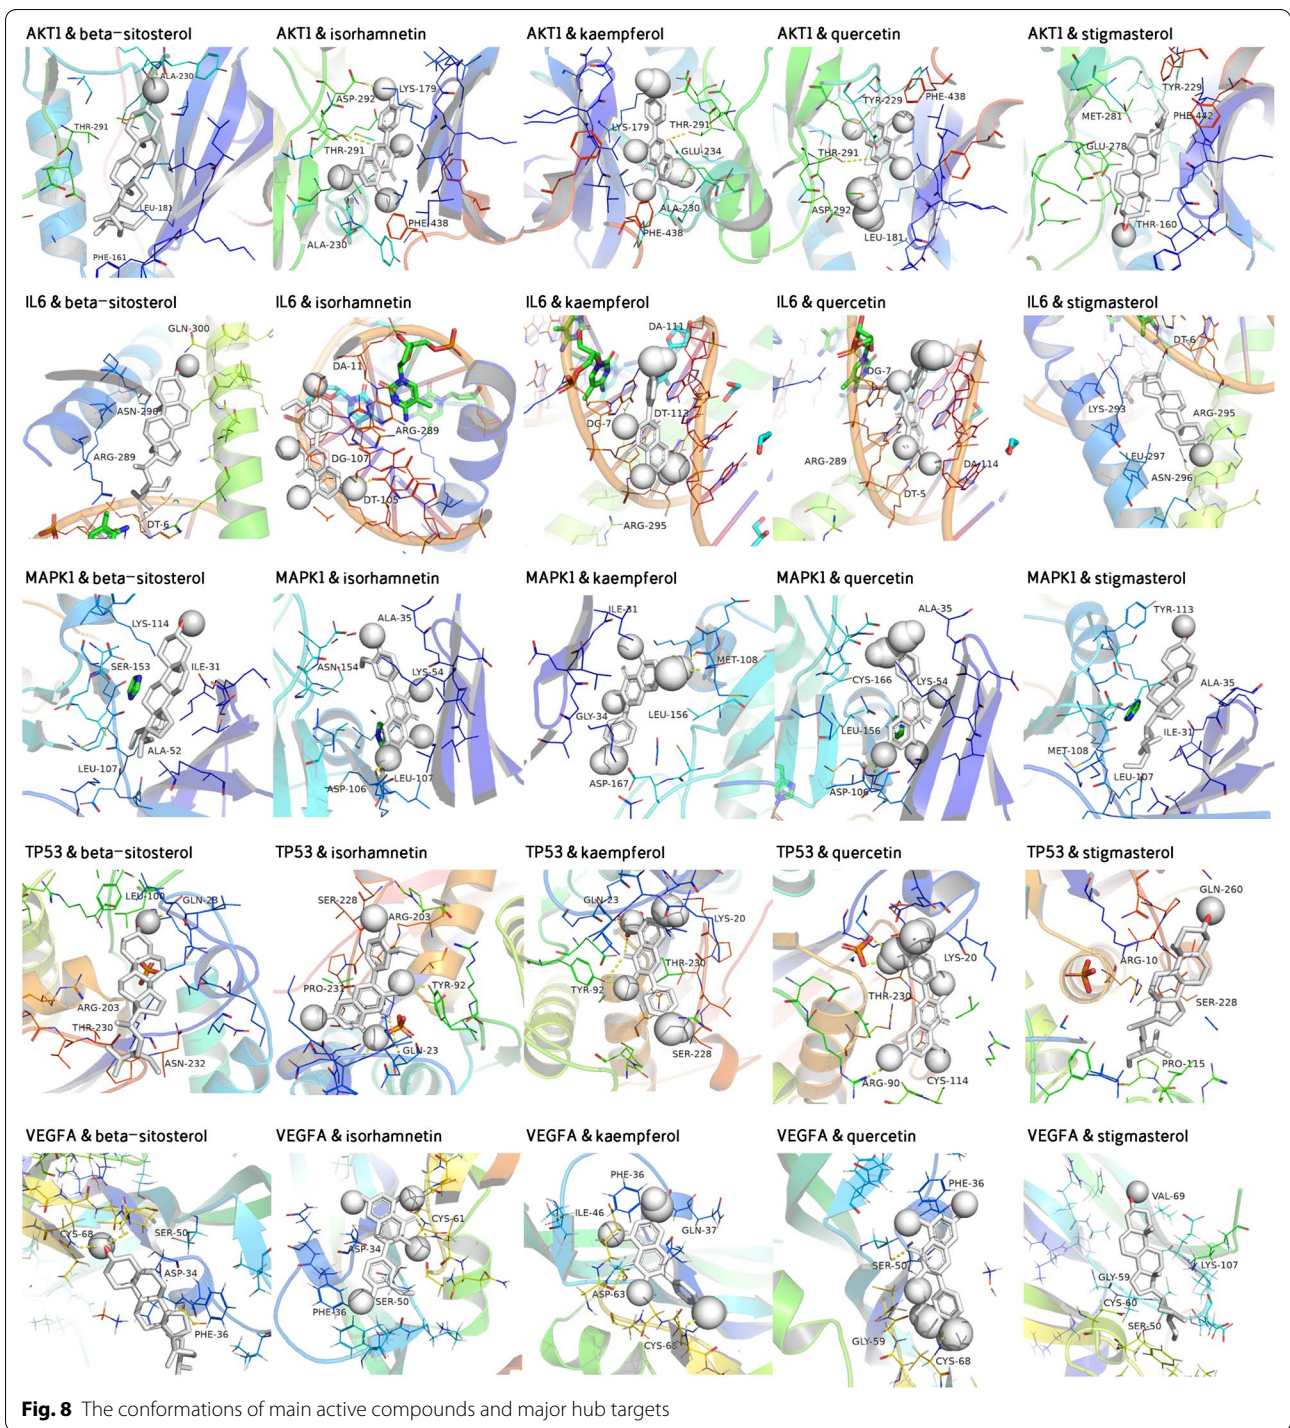 AKT1 & beta-sitosterol
AKT1 & isorhamnetin
AKT1 & kaempferol
AKT1 & quercetin
AKT1 & stigmasterol
ALA-230
THR-291
LEU-181
PHE-161
LYS-179
ASP-292
THR-291
PHE-438
ALA-230
LYS-179
THR-291
GLU-234
ALA-230
PHE-438
TYR-229
PHE-438
THR-291
ASP-292
LEU-181
TYR-229
MET-281
PHE-442
GLU-278
THR-160
IL6 & beta-sitosterol
IL6 & isorhamnetin
IL6 & kaempferol
IL6 & quercetin
IL6 & stigmasterol
GLN-300
ASN-296
ARG-289
DT-6
DA-11
ARG-289
DG-107
DT-105
DA-111
DT-113
DG-7
ARG-295
DG-7
ARG-289
DA-114
DT-5
DT-6
LYS-293
ARG-295
LEU-297
ASN-296
MAPK1 & beta-sitosterol
MAPK1 & isorhamnetin
MAPK1 & kaempferol
MAPK1 & quercetin
MAPK1 & stigmasterol
LYS-114
SER-153
ILE-31
ALA-52
LEU-107
ALA-35
ASN-154
LYS-54
LEU-107
ASP-106
ILE-31
MET-108
GLY-34
LEU-156
ASP-167
ALA-35
CYS-166
LYS-54
LEU-156
ASP-106
TYR-113
ALA-35
ILE-31
MET-108
LEU-107
TP53 & beta-sitosterol
TP53 & isorhamnetin
TP53 & kaempferol
TP53 & quercetin
TP53 & stigmasterol
LEU-100
GLN-23
ARG-203
THR-230
ASN-232
SER-228
ARG-203
PRO-231
TYR-92
GLN-23
GLN-23
LYS-20
THR-230
TYR-92
SER-228
LYS-20
THR-230
ARG-90
CYS-114
GLN-260
ARG-10
SER-228
PRO-115
VEGFA & beta-sitosterol
VEGFA & isorhamnetin
VEGFA & kaempferol
VEGFA & quercetin
VEGFA & stigmasterol
CYS-68
SER-50
ASP-34
PHE-36
CYS-61
ASP-34
SER-50
PHE-36
PHE-36
ILE-46
GLN-37
ASP-63
CYS-68
PHE-36
SER-50
GLY-59
CYS-68
VAL-69
LYS-107
GLY-59
CYS-60
SER-50
Fig. 8 The conformations of main active compounds and major hub targets